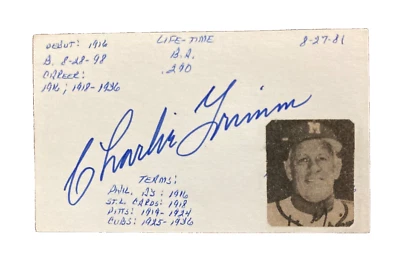 DEBUT: 1916
B. 8-28-98
CAREER:
1916; 1918-1936
LIFE-TIME
B.A.
.290
8-27-81
Charlie Grimm
TERMS:
PHIL. A's: 1916
ST.L. CARDS: 1918
PITTS: 1919-1924
CUBS: 1925-1936
M